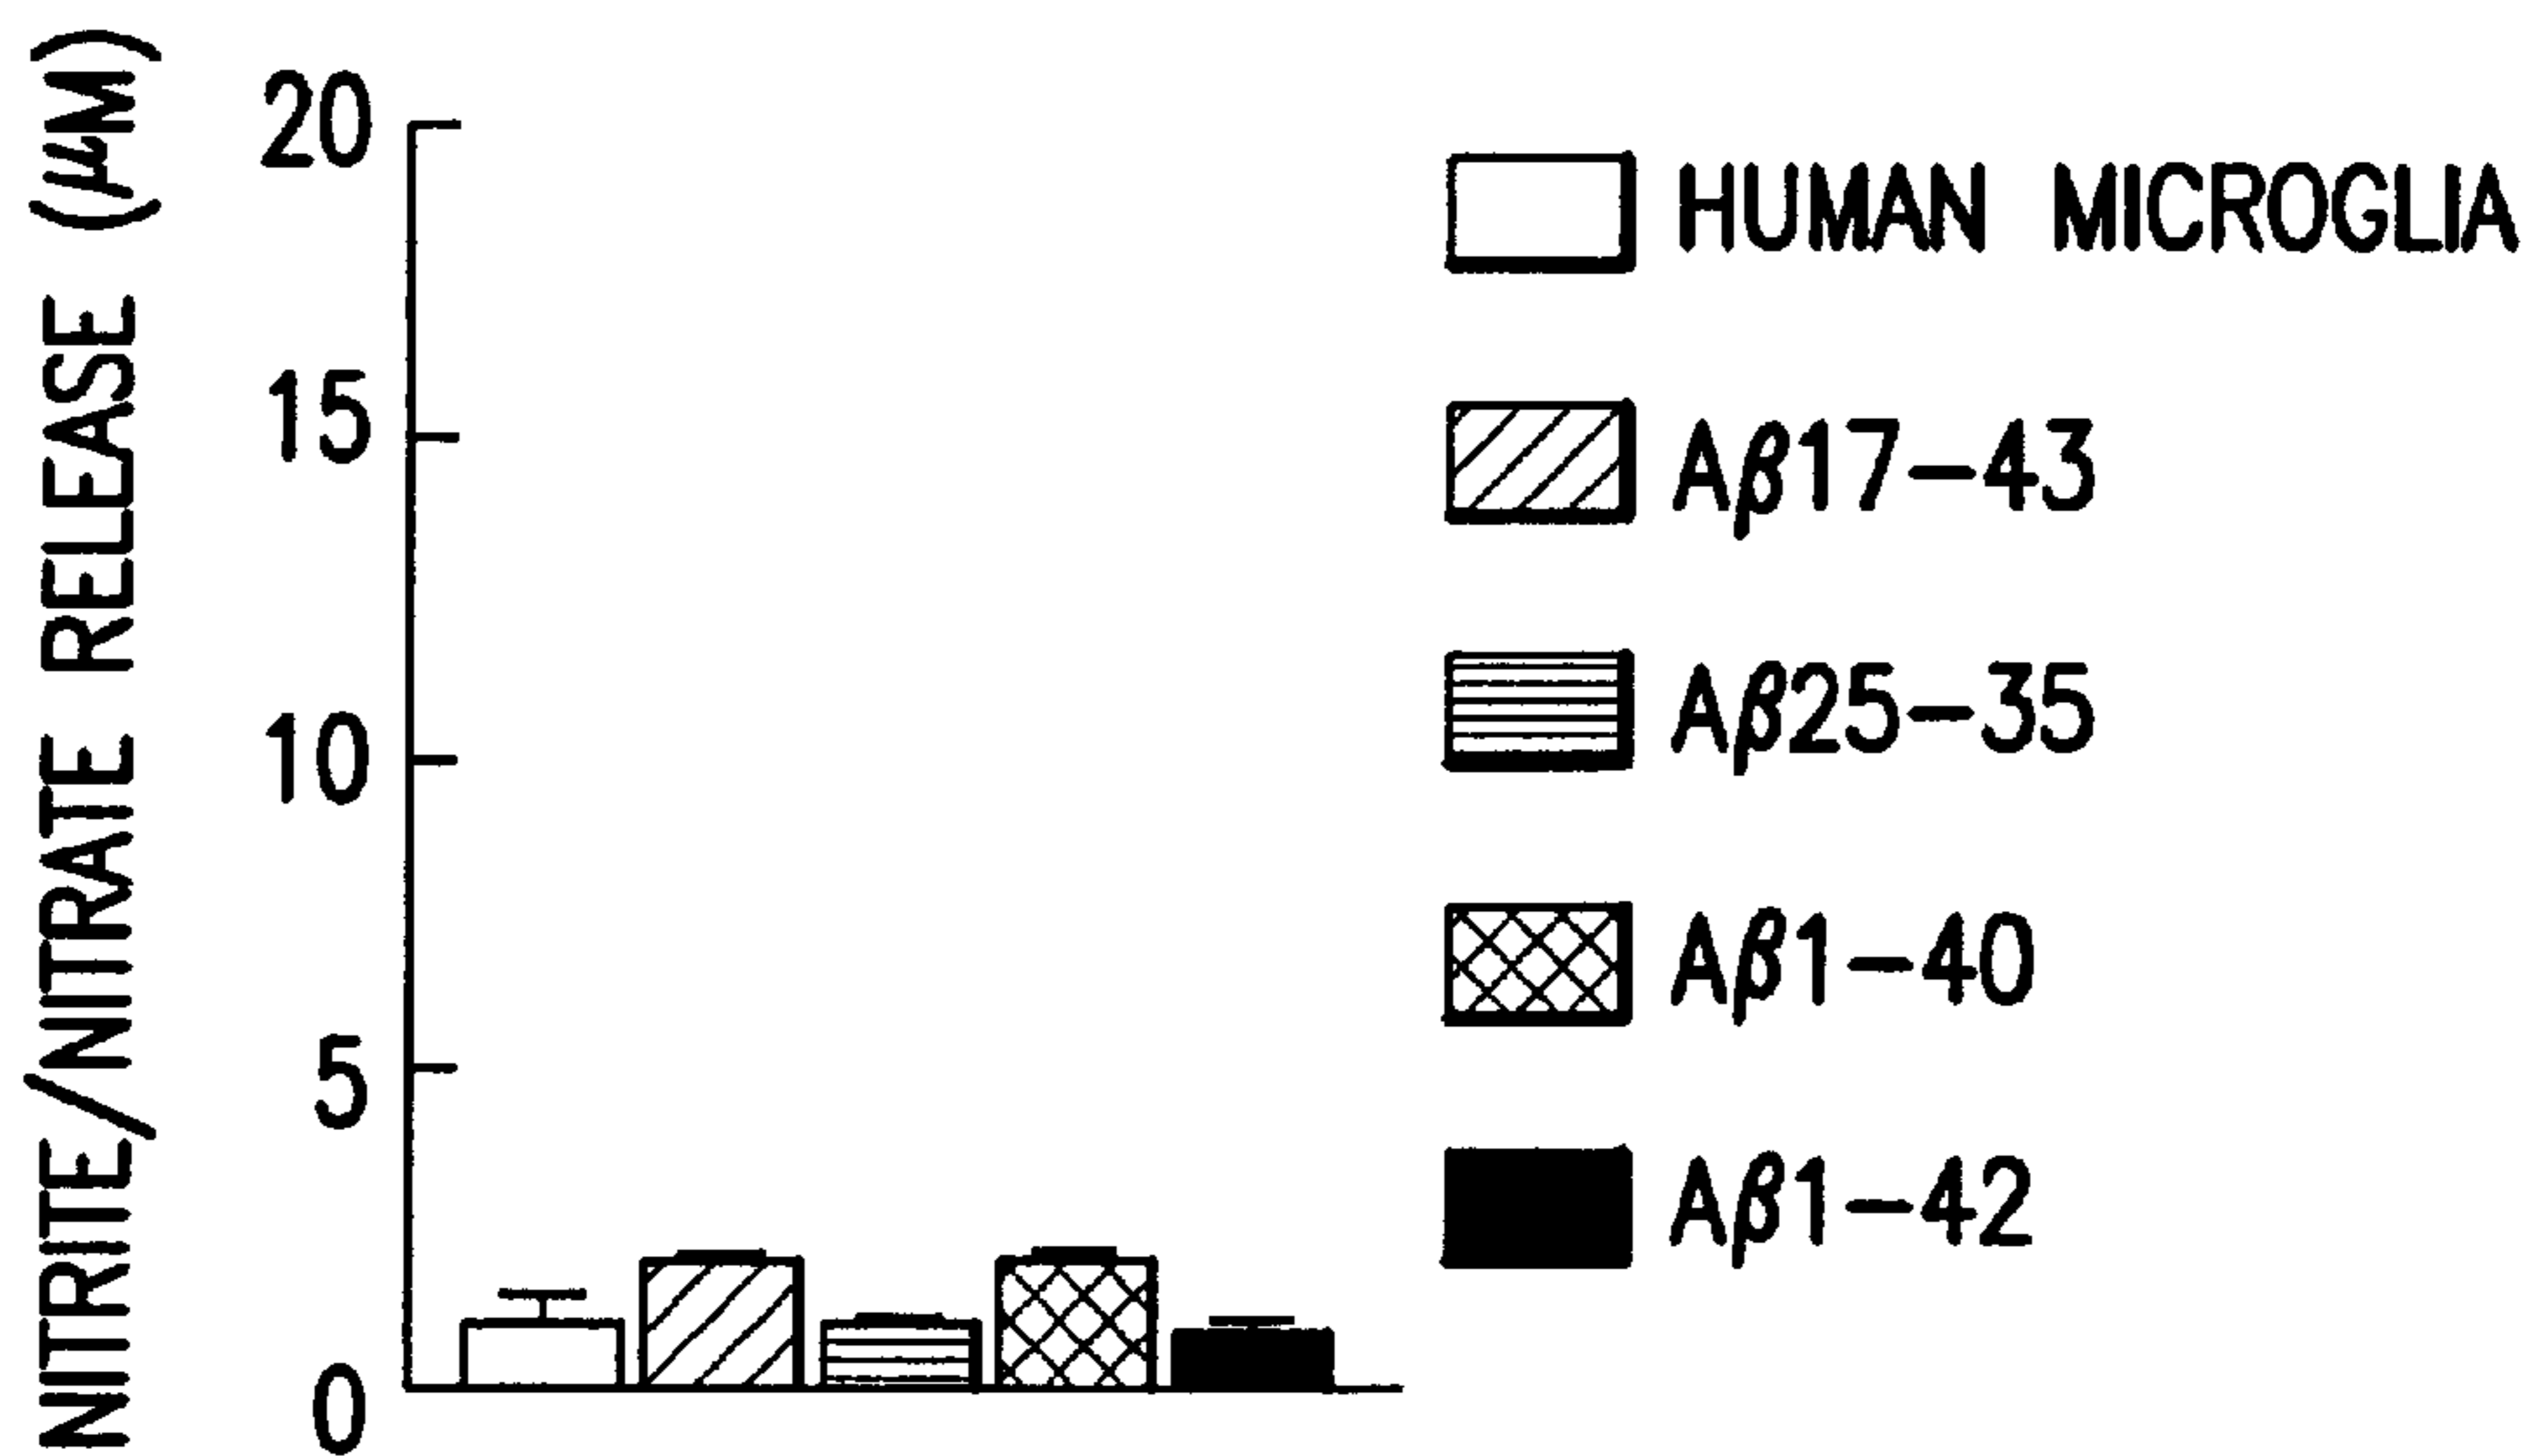 NITRITE/NITRATE RELEASE (μM)
20
15
10
5
0
HUMAN MICROGLIA
Aβ17-43
Aβ25-35
Aβ1-40
Aβ1-42